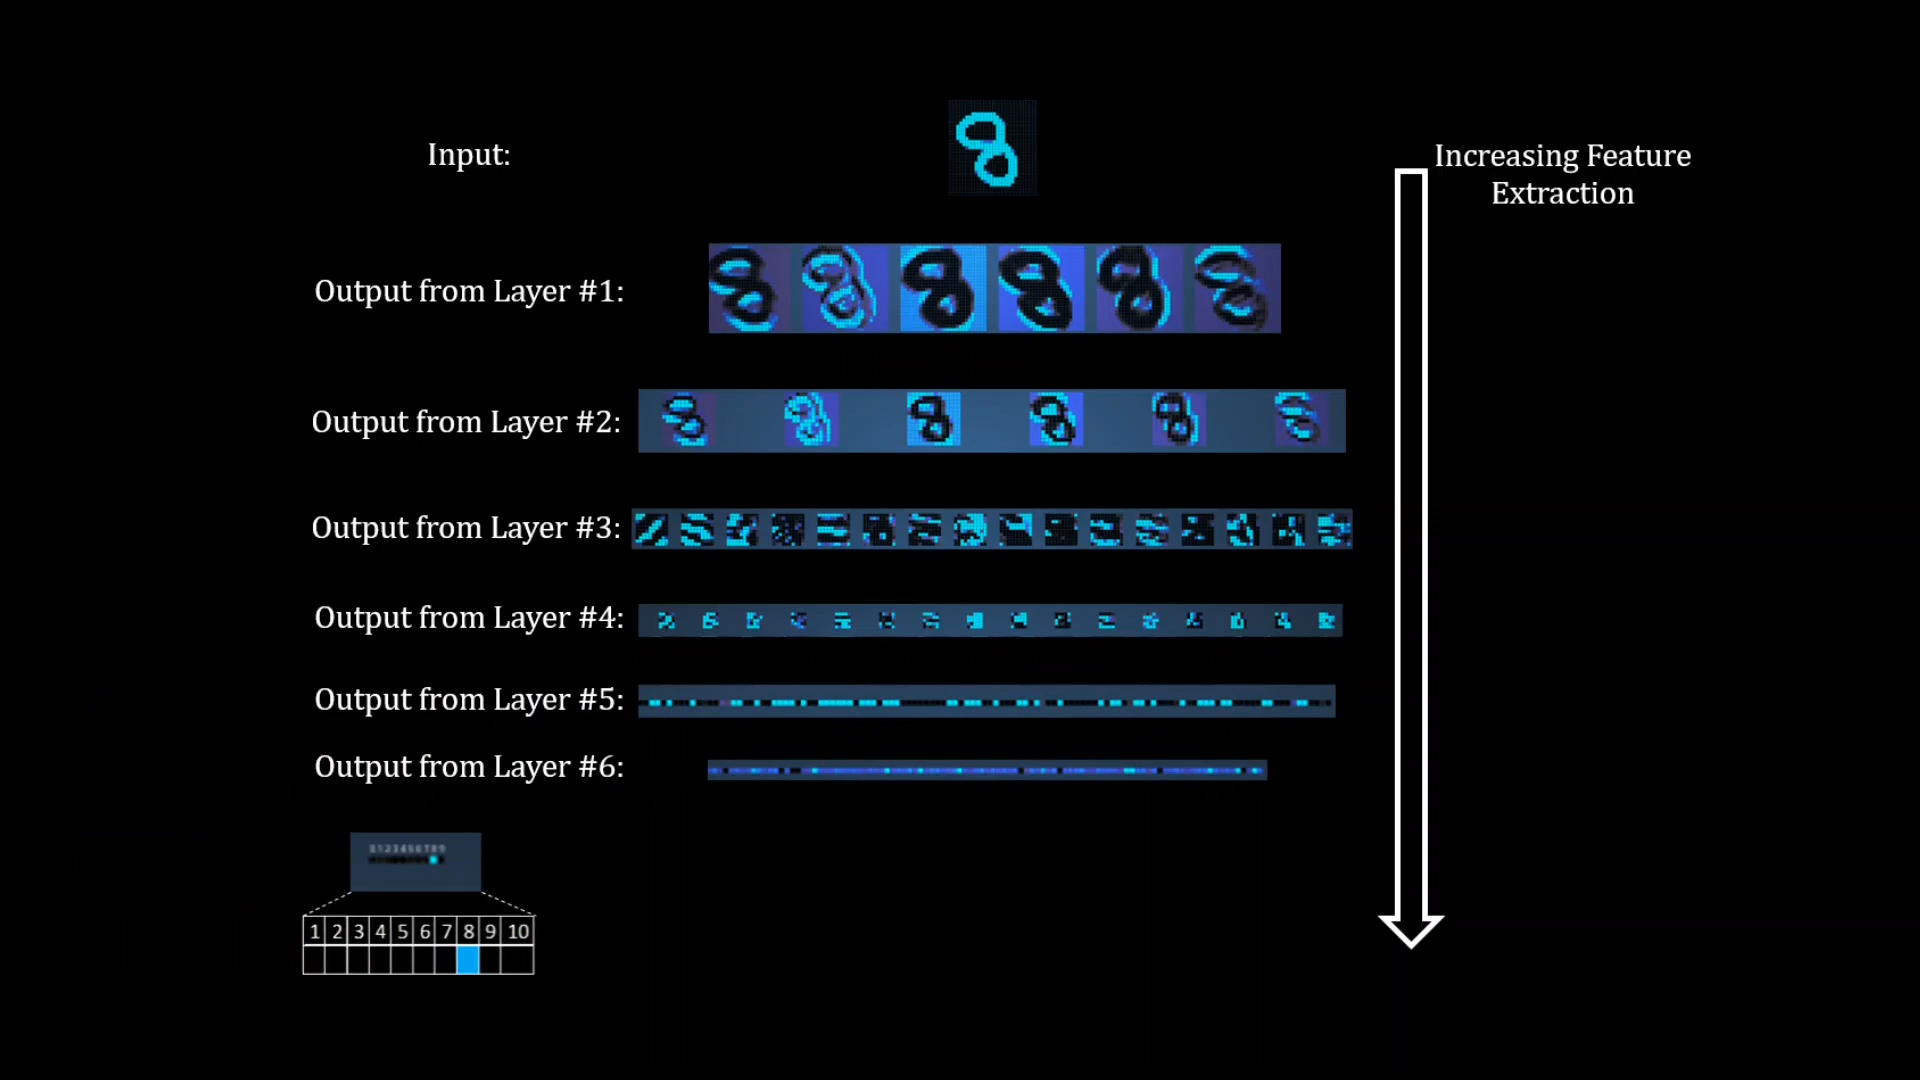 Input:
Increasing Feature
Extraction
Output from Layer #1:
Output from Layer #2:
Output from Layer #3:
Output from Layer #4:
Output from Layer #5:
Output from Layer #6:
0123456789
1 2 3 4 5 6 7 8 9 10